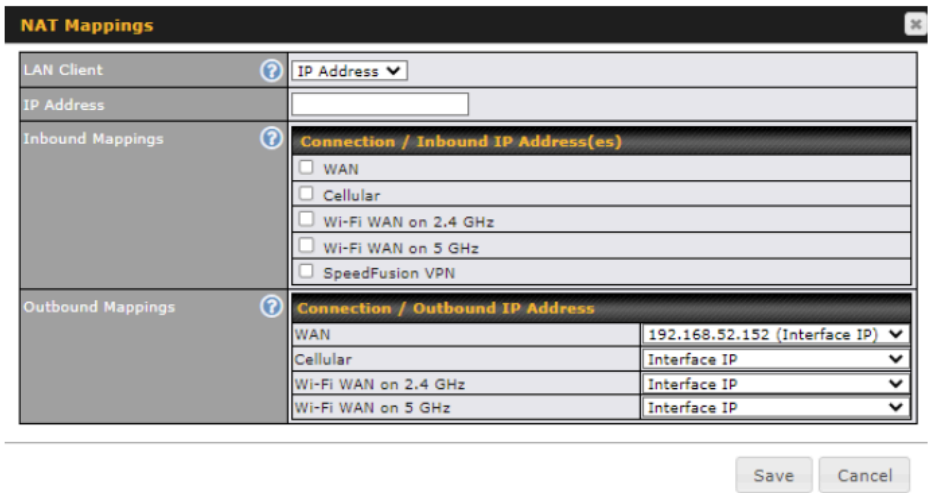 NAT Mappings
LAN Client
IP Address
IP Address
Inbound Mappings
Connection / Inbound IP Address(es)
WAN
Cellular
Wi-Fi WAN on 2.4 GHz
Wi-Fi WAN on 5 GHz
SpeedFusion VPN
Outbound Mappings
Connection / Outbound IP Address
WAN 192.168.52.152 (Interface IP)
Cellular Interface IP
Wi-Fi WAN on 2.4 GHz Interface IP
Wi-Fi WAN on 5 GHz Interface IP
Save Cancel